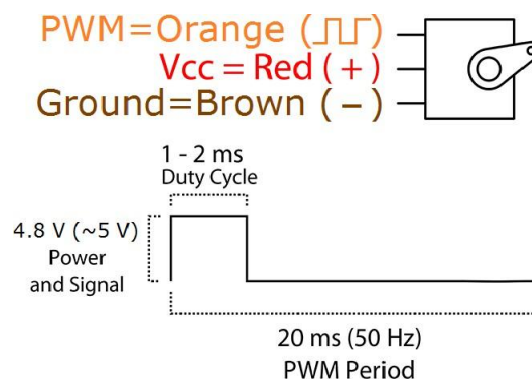 PWM=Orange (⎍⎍)
Vcc = Red ( + )
Ground=Brown ( − )
1 - 2 ms
Duty Cycle
4.8 V (~5 V)
Power
and Signal
20 ms (50 Hz)
PWM Period